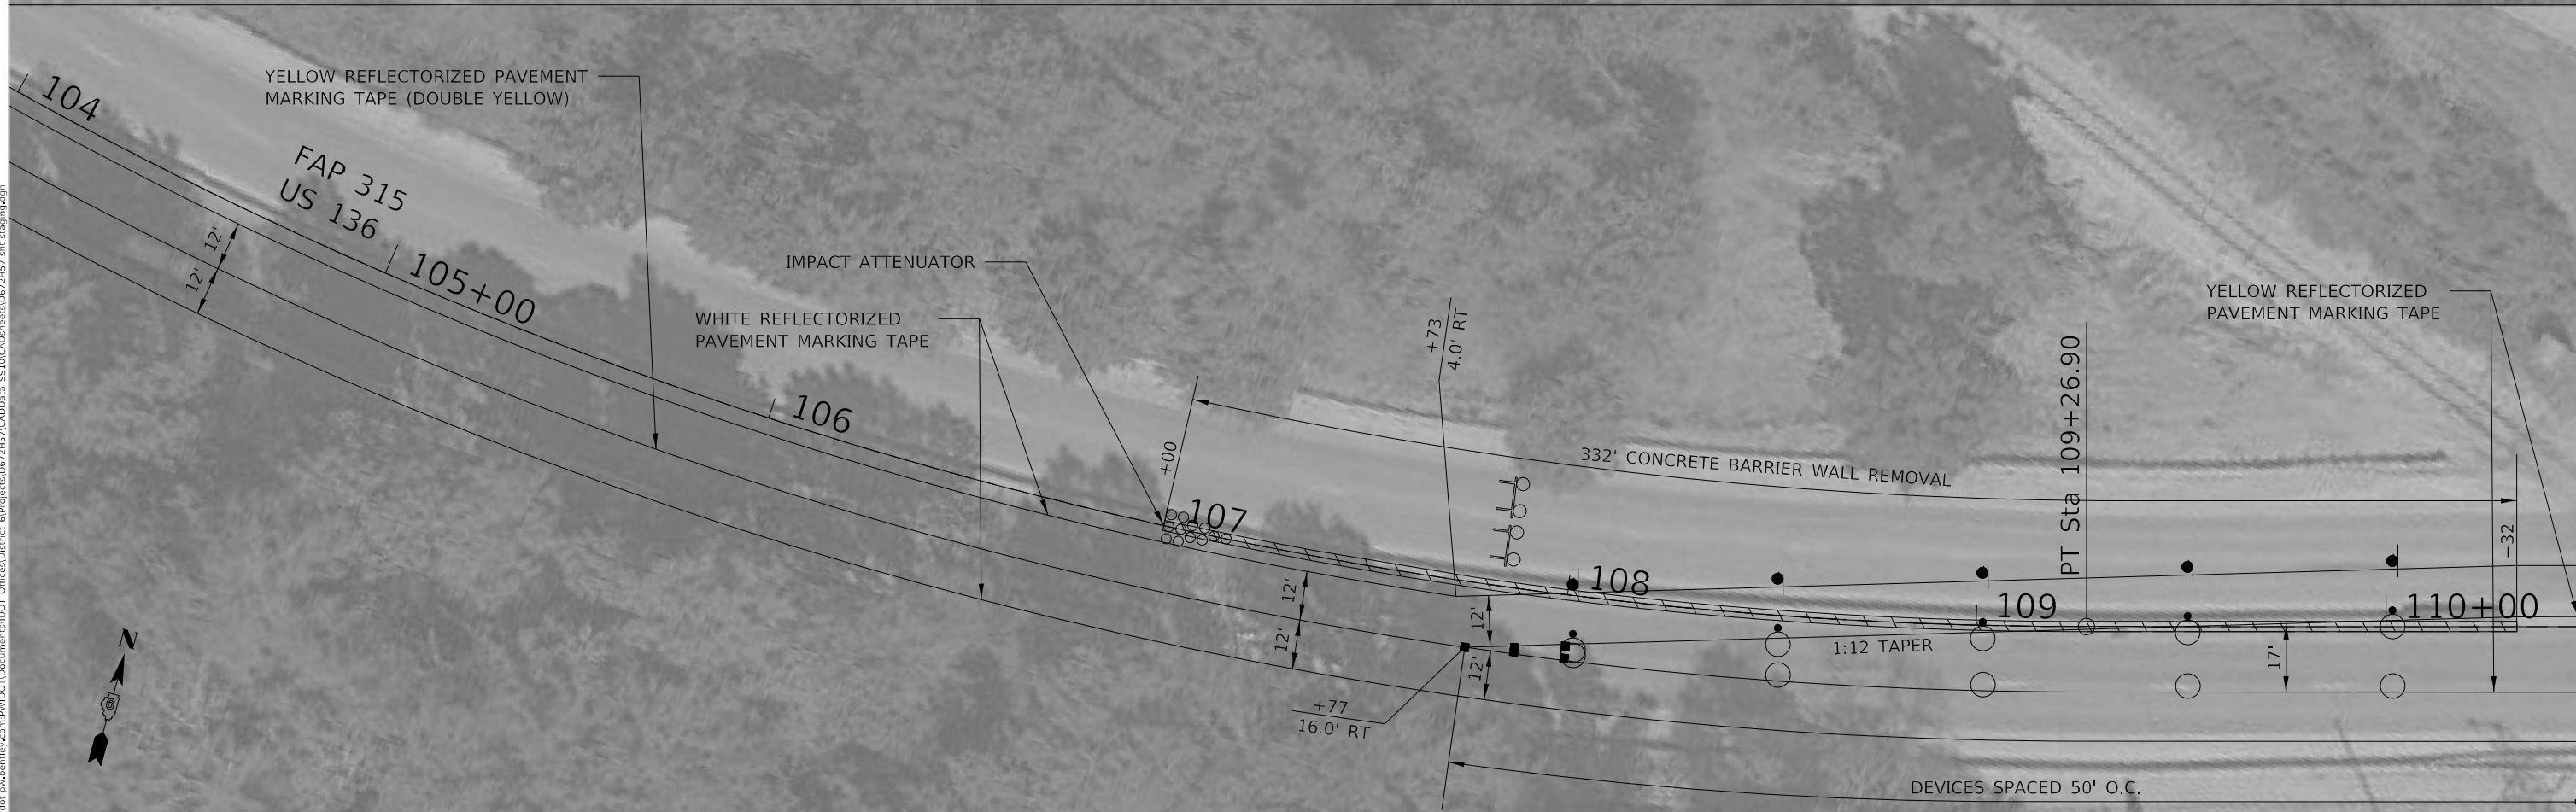 104
YELLOW REFLECTORIZED PAVEMENT
MARKING TAPE (DOUBLE YELLOW)
FAP 315
US 136
12'
12'
105+00
IMPACT ATTENUATOR
WHITE REFLECTORIZED
PAVEMENT MARKING TAPE
106
+00
107
+73
4.0' RT
332' CONCRETE BARRIER WALL REMOVAL
YELLOW REFLECTORIZED
PAVEMENT MARKING TAPE
PT Sta 109+26.90
+32
108
109
110+00
12'
12'
12'
12'
1:12 TAPER
17'
+77
16.0' RT
N
DEVICES SPACED 50' O.C.